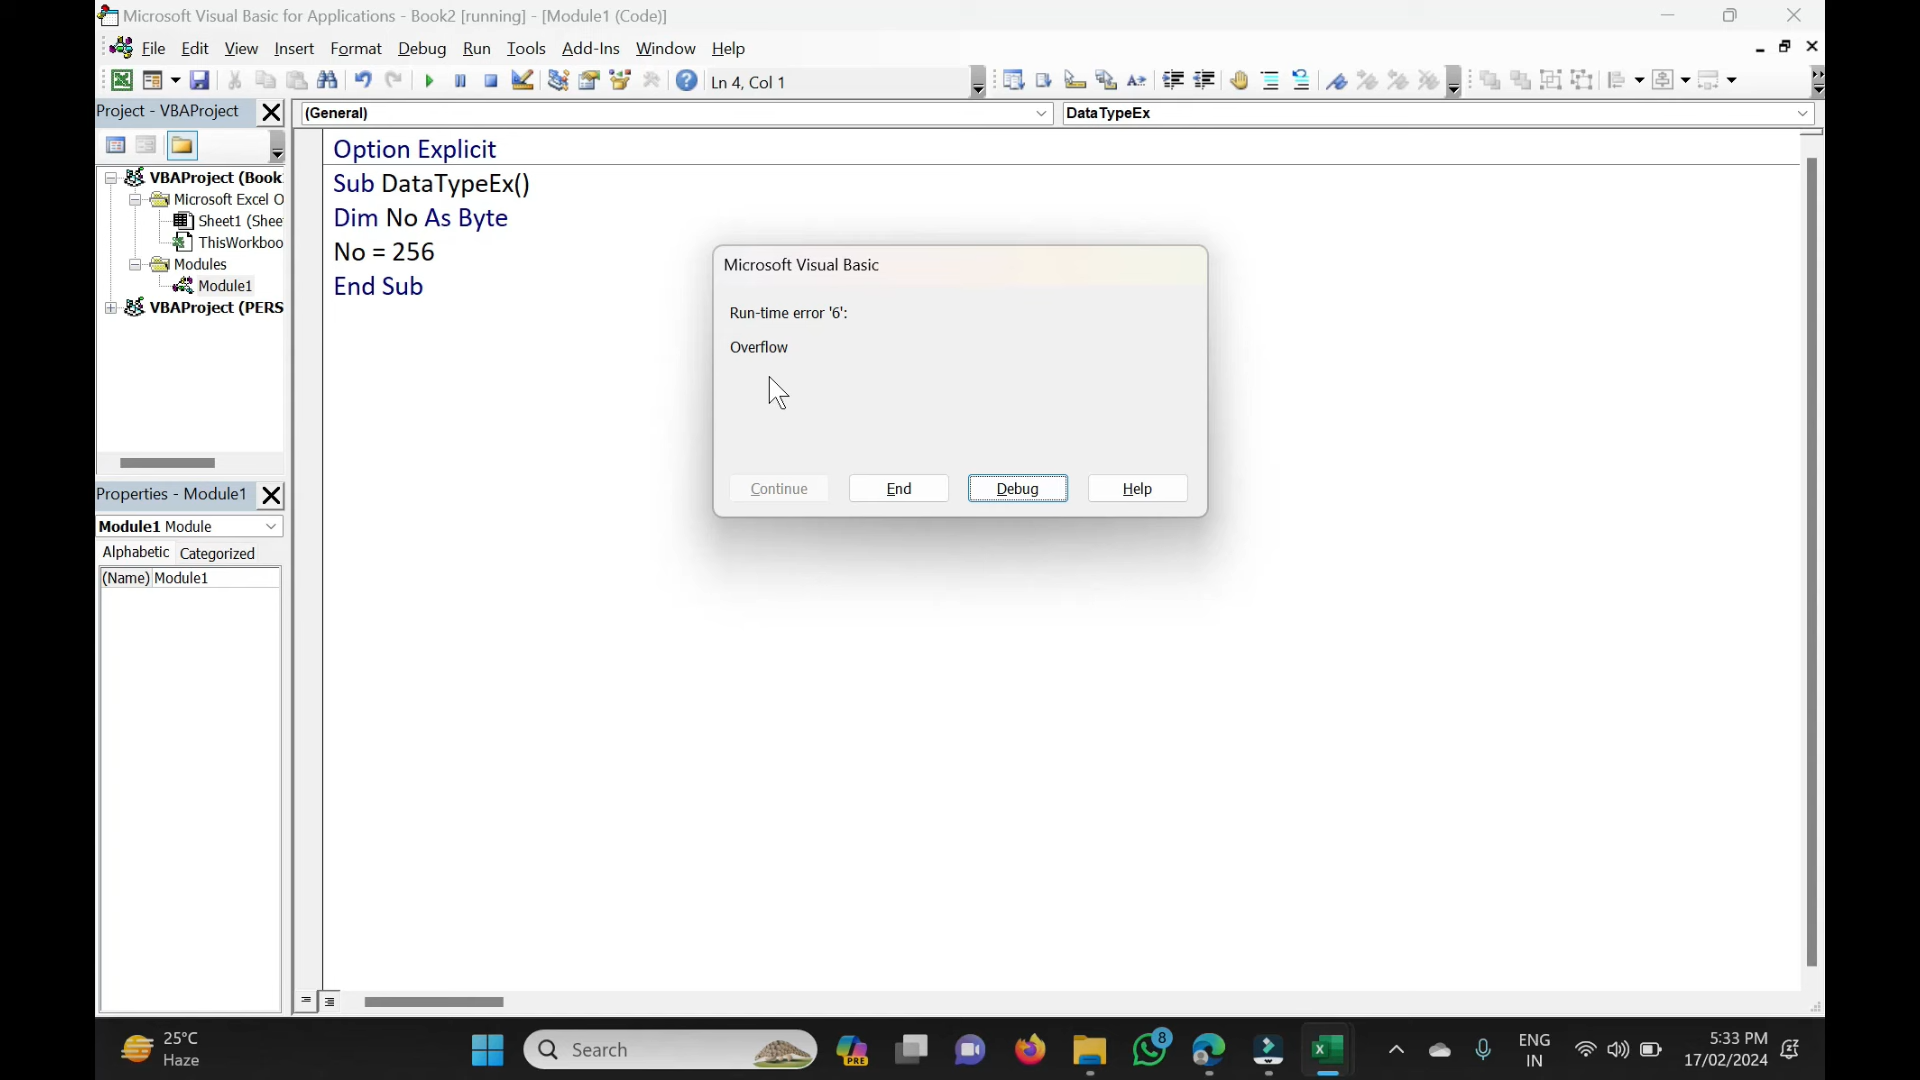 Microsoft Visual Basic for Applications - Book2 [running] - [Module1 (Code)]
File Edit View Insert Format Debug Run Tools Add-Ins Window Help
Ln 4, Col 1
Project - VBAProject
(General)
DataTypeEx
VBAProject (Book
Microsoft Excel O
Sheet1 (Shee
ThisWorkboo
Modules
Module1
VBAProject (PERS
Option Explicit
Sub DataTypeEx()
Dim No As Byte
No = 256
End Sub
Microsoft Visual Basic
Run-time error '6':
Overflow
Continue End Debug Help
Properties - Module1
Module1 Module
Alphabetic Categorized
(Name) Module1
25°C
Haze
Search
PRE
8
ENG
IN
5:33 PM
17/02/2024